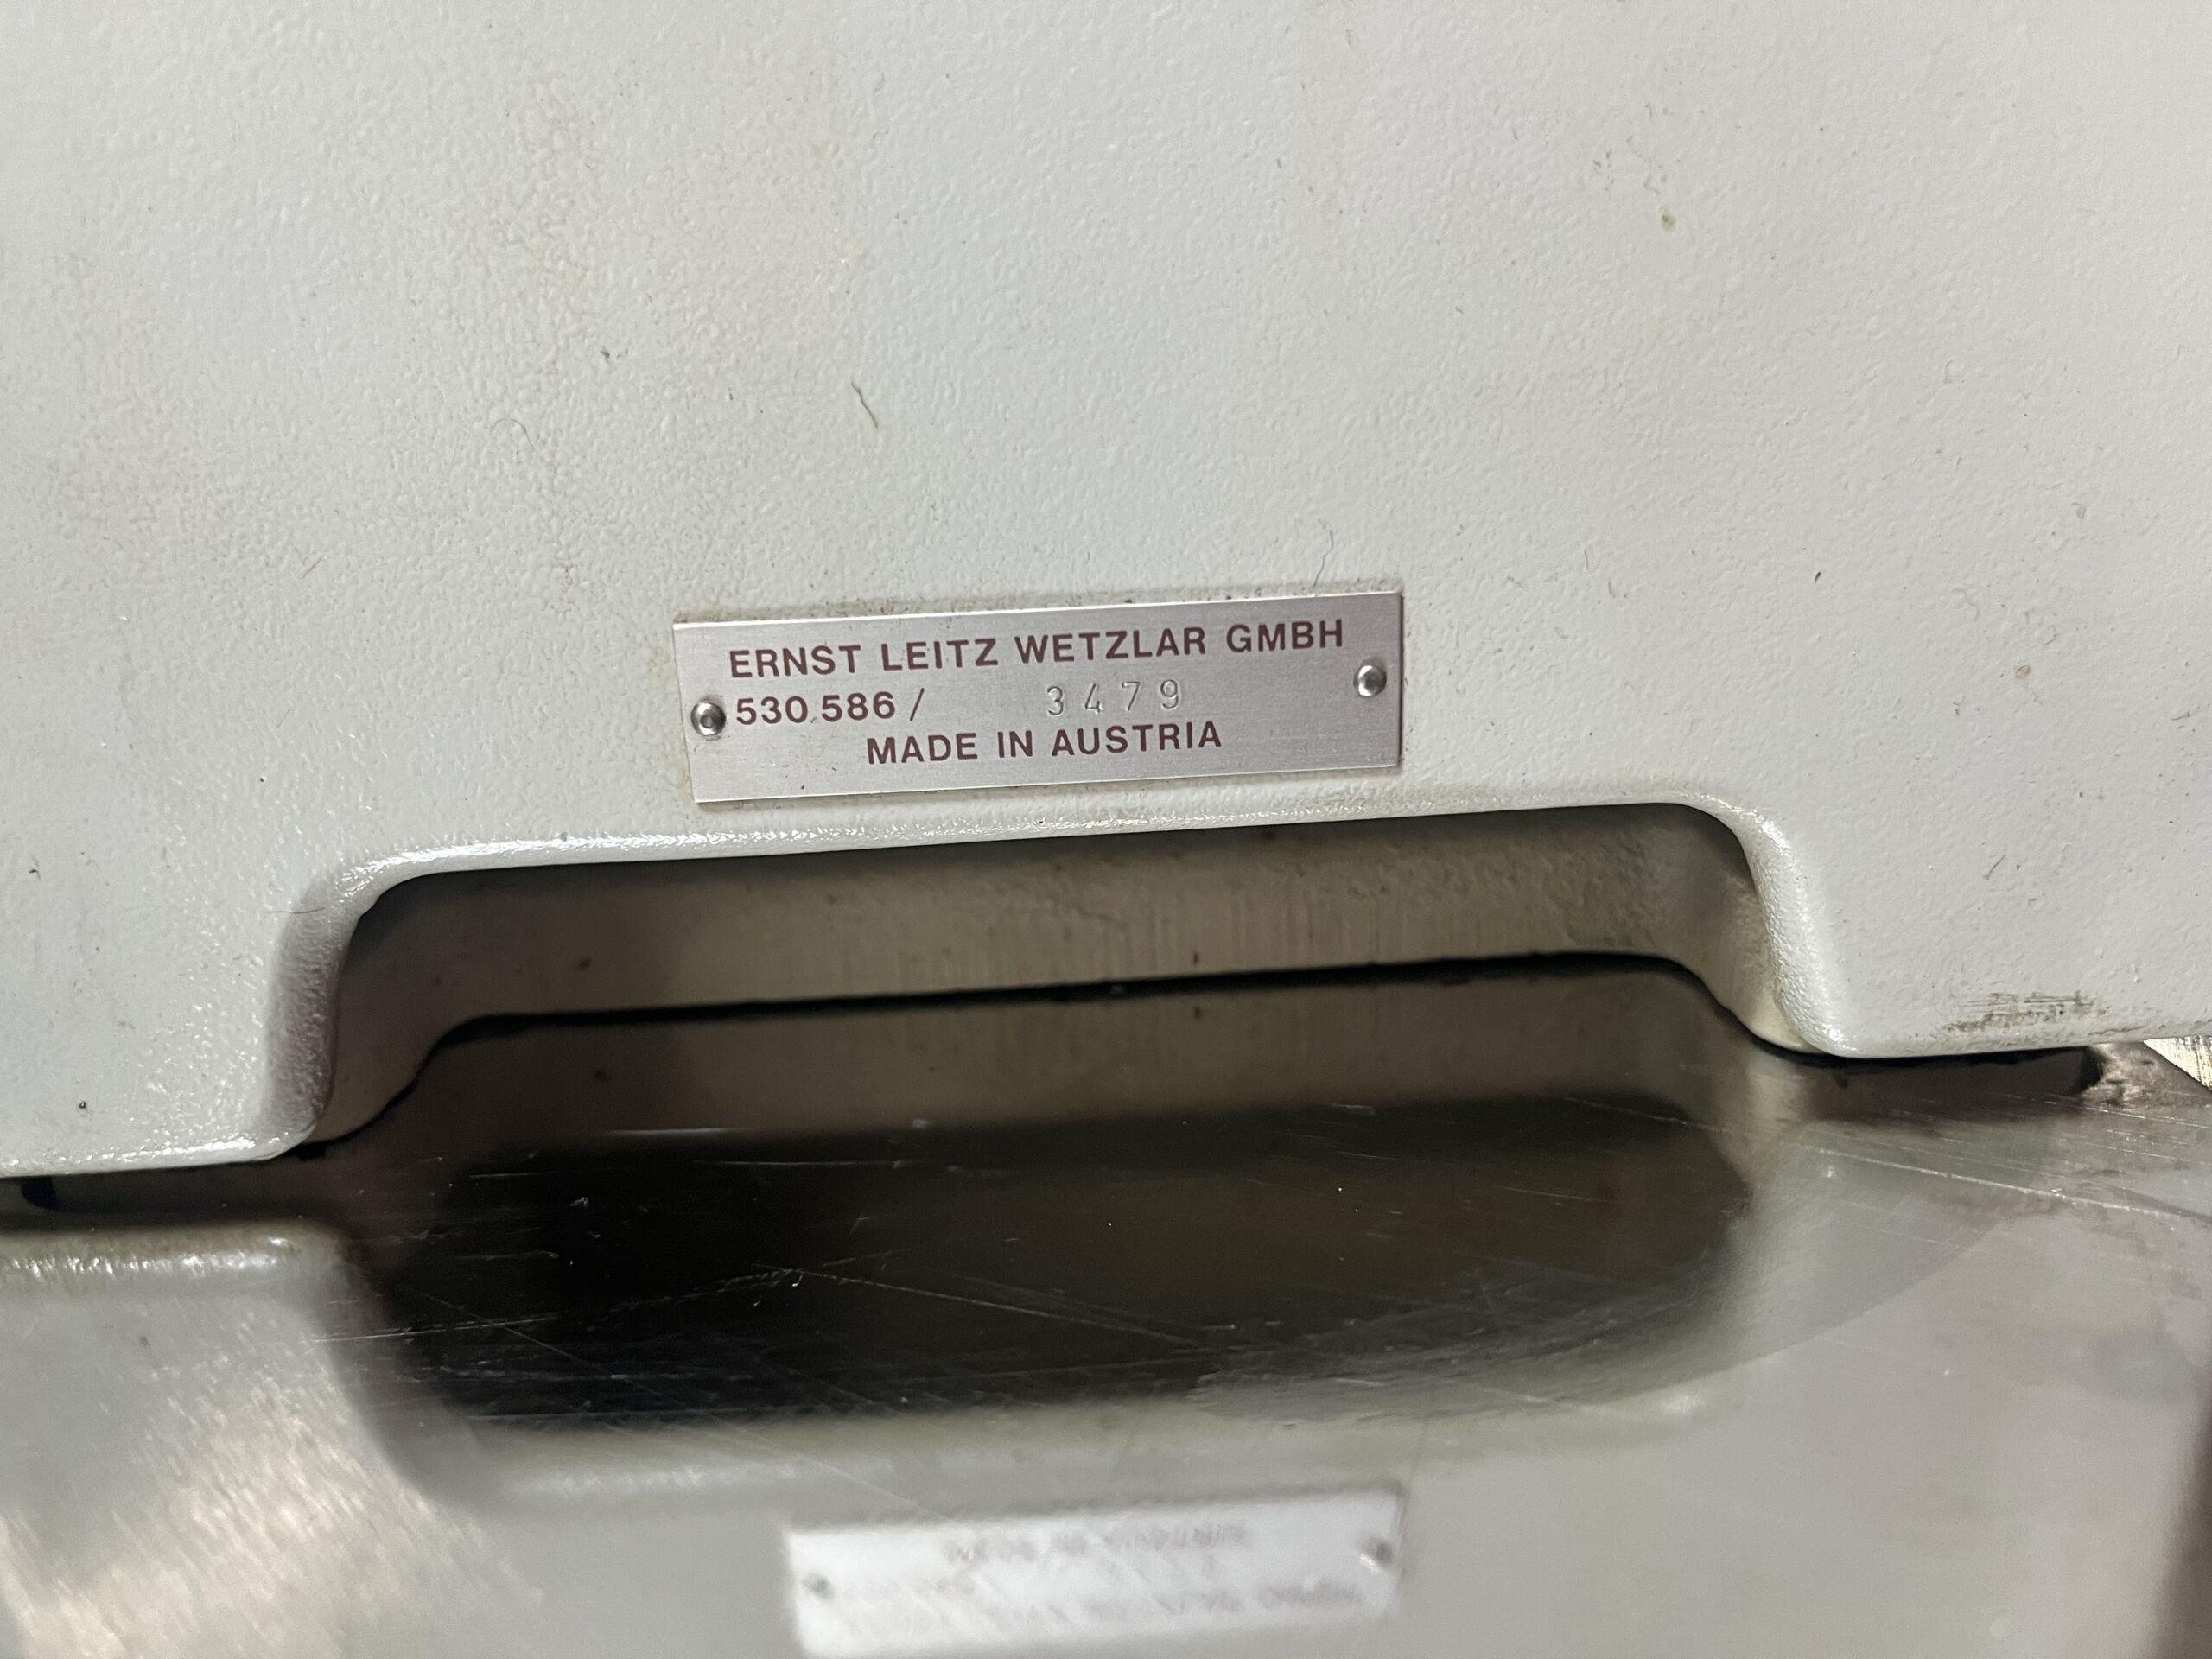 ERNST LEITZ WETZLAR GMBH
530.586 / 3479
MADE IN AUSTRIA